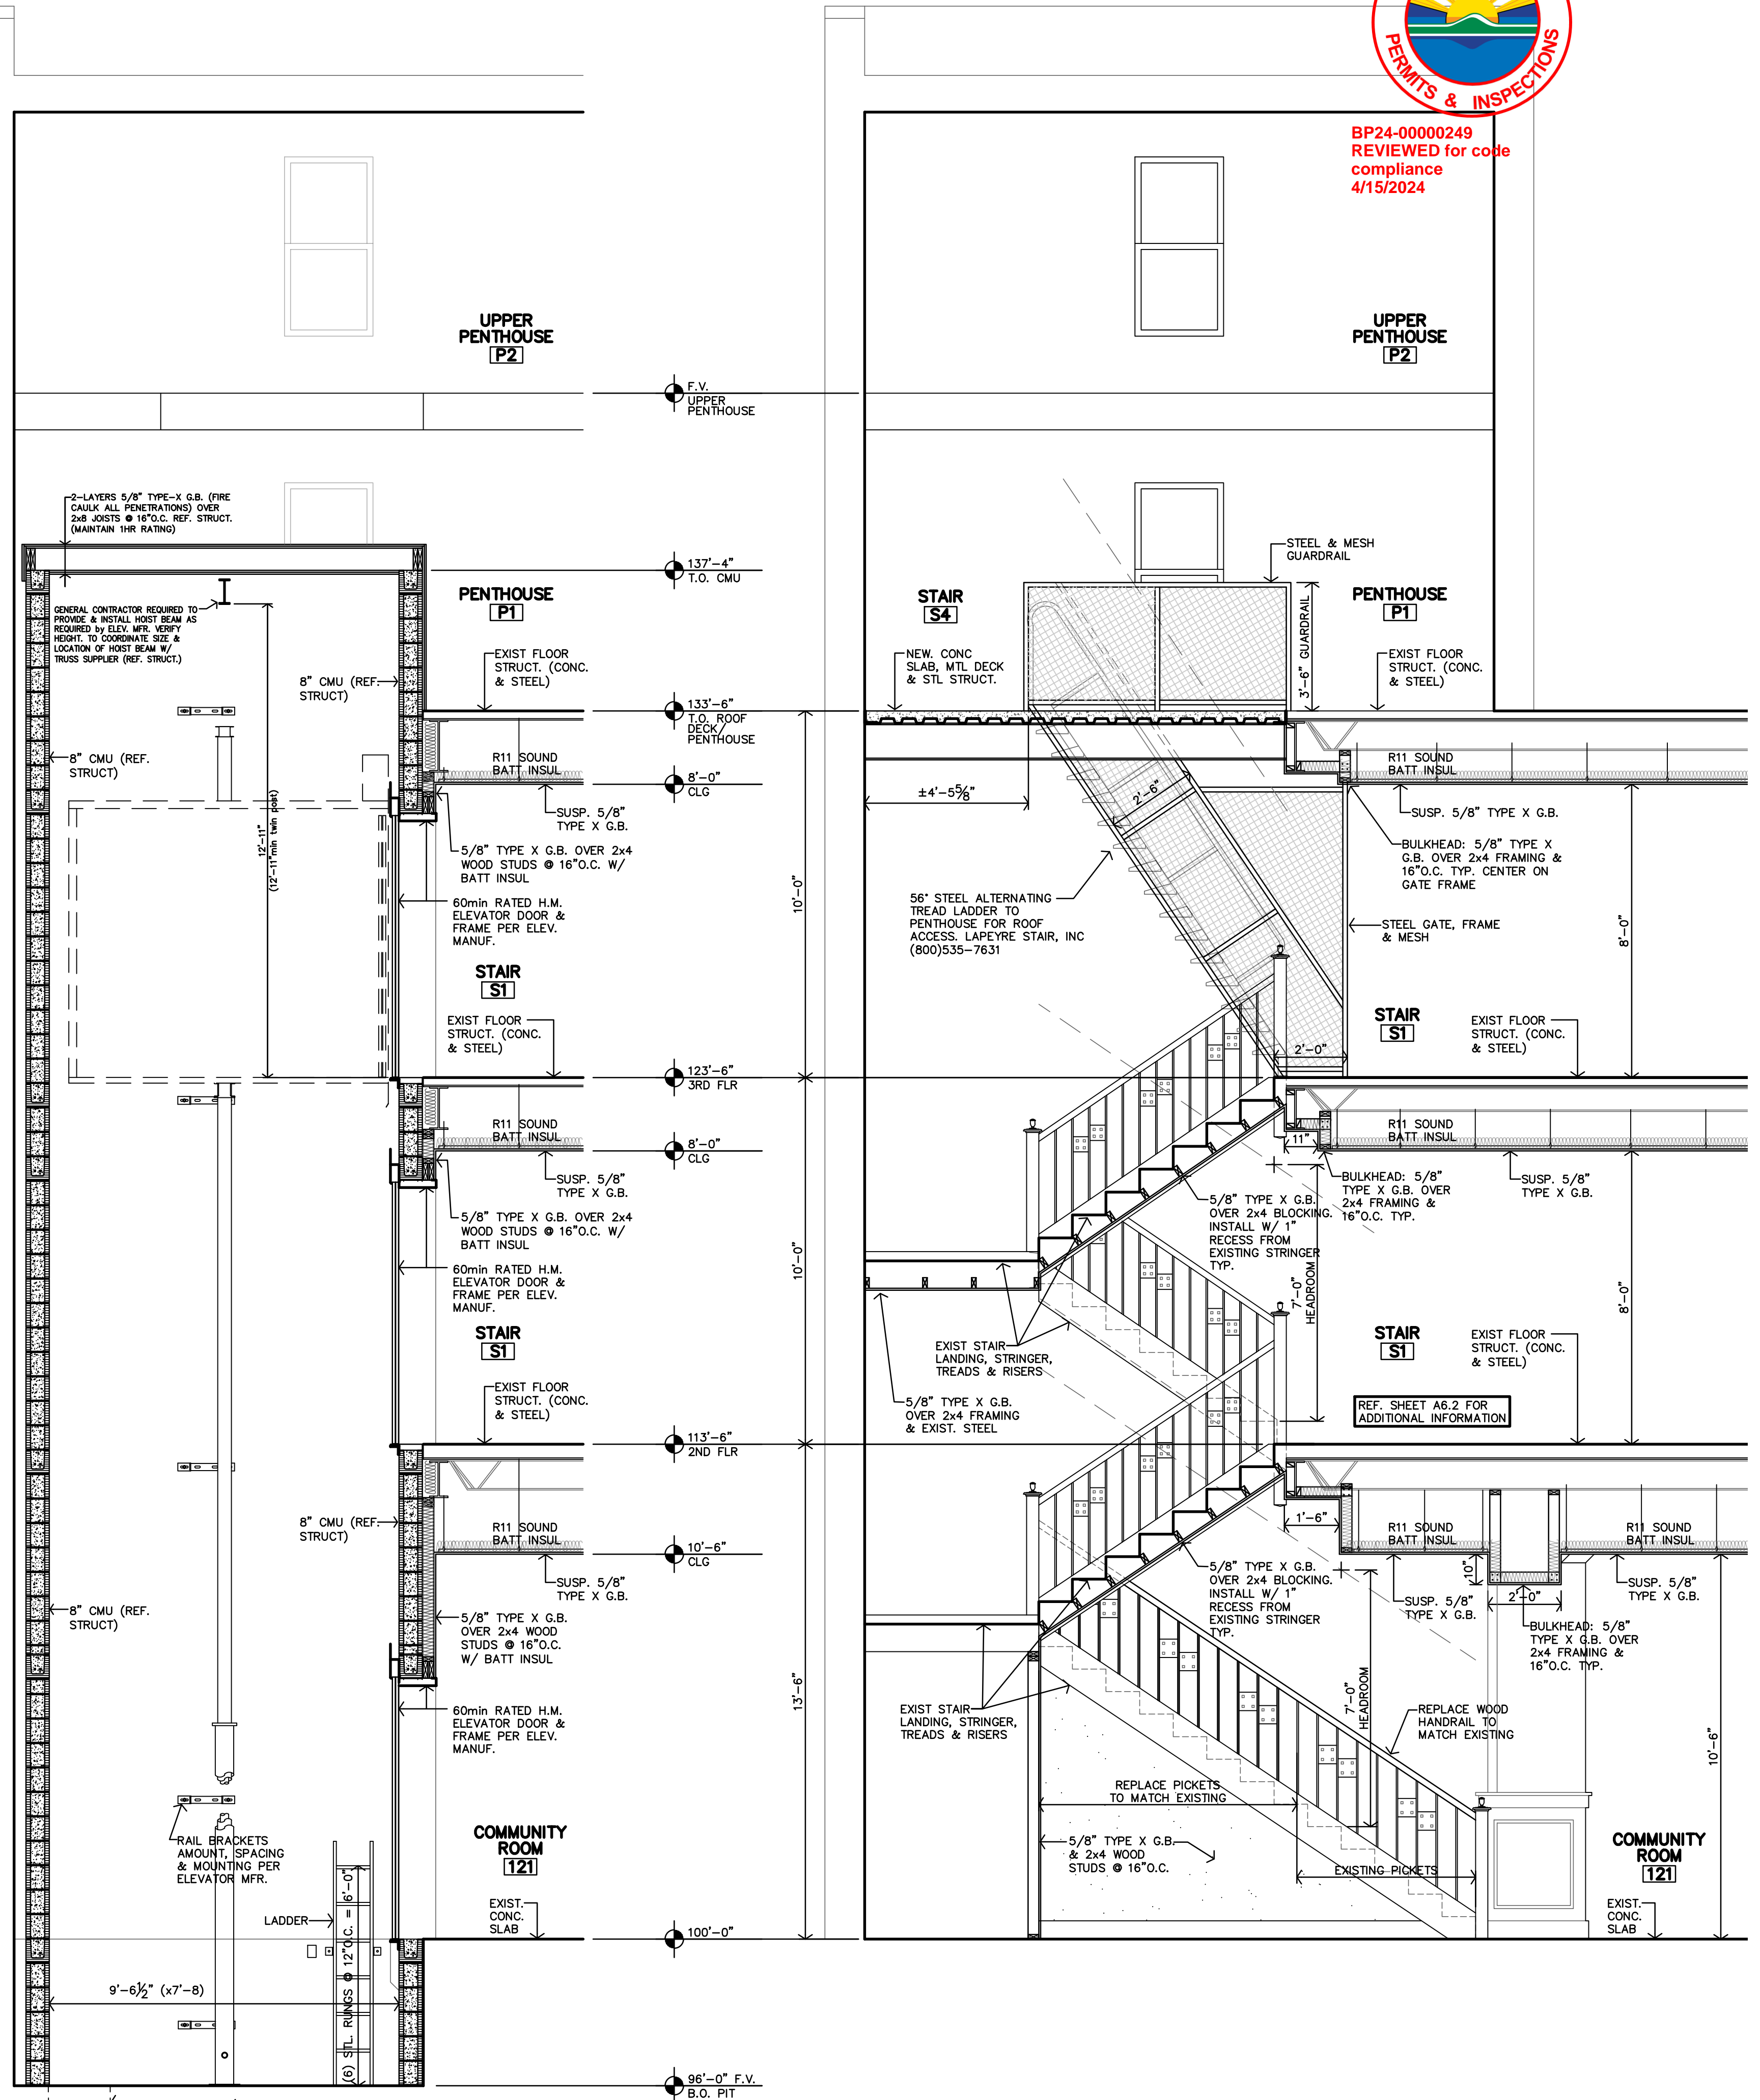 PERMITS & INSPECTIONS
BP24-00000249
REVIEWED for code
compliance
4/15/2024
UPPER
PENTHOUSE
P2
F.V.
UPPER
PENTHOUSE
UPPER
PENTHOUSE
P2
2-LAYERS 5/8" TYPE-X G.B. (FIRE
CAULK ALL PENETRATIONS) OVER
2x8 JOISTS @ 16"O.C. REF. STRUCT.
(MAINTAIN 1HR RATING)
137'-4"
T.O. CMU
GENERAL CONTRACTOR REQUIRED TO
PROVIDE & INSTALL HOIST BEAM AS
REQUIRED by ELEV. MFR. VERIFY
HEIGHT. TO COORDINATE SIZE &
LOCATION OF HOIST BEAM W/
TRUSS SUPPLIER (REF. STRUCT.)
PENTHOUSE
P1
EXIST FLOOR
STRUCT. (CONC.
& STEEL)
8" CMU (REF.
STRUCT)
133'-6"
T.O. ROOF
DECK/
PENTHOUSE
8" CMU (REF.
STRUCT)
R11 SOUND
BATT INSUL
8'-0"
CLG
SUSP. 5/8"
TYPE X G.B.
12'-11"
(12'-11"min twin post)
5/8" TYPE X G.B. OVER 2x4
WOOD STUDS @ 16"O.C. W/
BATT INSUL
60min RATED H.M.
ELEVATOR DOOR &
FRAME PER ELEV.
MANUF.
10'-0"
STAIR
S1
EXIST FLOOR
STRUCT. (CONC.
& STEEL)
123'-6"
3RD FLR
R11 SOUND
BATT INSUL
8'-0"
CLG
SUSP. 5/8"
TYPE X G.B.
5/8" TYPE X G.B. OVER 2x4
WOOD STUDS @ 16"O.C. W/
BATT INSUL
60min RATED H.M.
ELEVATOR DOOR &
FRAME PER ELEV.
MANUF.
10'-0"
STAIR
S1
EXIST FLOOR
STRUCT. (CONC.
& STEEL)
113'-6"
2ND FLR
8" CMU (REF.
STRUCT)
R11 SOUND
BATT INSUL
10'-6"
CLG
SUSP. 5/8"
TYPE X G.B.
8" CMU (REF.
STRUCT)
5/8" TYPE X G.B.
OVER 2x4 WOOD
STUDS @ 16"O.C.
W/ BATT INSUL
60min RATED H.M.
ELEVATOR DOOR &
FRAME PER ELEV.
MANUF.
13'-6"
RAIL BRACKETS
AMOUNT, SPACING
& MOUNTING PER
ELEVATOR MFR.
COMMUNITY
ROOM
121
LADDER
EXIST.
CONC.
SLAB
100'-0"
(6) STL. RUNGS @ 12"O.C. = 6'-0"
9'-6½" (x7'-8)
96'-0" F.V.
B.O. PIT
STEEL & MESH
GUARDRAIL
STAIR
S4
PENTHOUSE
P1
3'-6" GUARDRAIL
NEW. CONC
SLAB, MTL DECK
& STL STRUCT.
EXIST FLOOR
STRUCT. (CONC.
& STEEL)
R11 SOUND
BATT INSUL
±4'-5⅝"
2'-6"
SUSP. 5/8" TYPE X G.B.
BULKHEAD: 5/8" TYPE X
G.B. OVER 2x4 FRAMING &
16"O.C. TYP. CENTER ON
GATE FRAME
56° STEEL ALTERNATING
TREAD LADDER TO
PENTHOUSE FOR ROOF
ACCESS. LAPEYRE STAIR, INC
(800)535-7631
STEEL GATE, FRAME
& MESH
8'-0"
STAIR
S1
EXIST FLOOR
STRUCT. (CONC.
& STEEL)
2'-0"
R11 SOUND
BATT INSUL
11"
BULKHEAD: 5/8"
TYPE X G.B. OVER
2x4 FRAMING &
16"O.C. TYP.
SUSP. 5/8"
TYPE X G.B.
5/8" TYPE X G.B.
OVER 2x4 BLOCKING.
INSTALL W/ 1"
RECESS FROM
EXISTING STRINGER
TYP.
7'-0"
HEADROOM
8'-0"
EXIST STAIR
LANDING, STRINGER,
TREADS & RISERS
STAIR
S1
EXIST FLOOR
STRUCT. (CONC.
& STEEL)
5/8" TYPE X G.B.
OVER 2x4 FRAMING
& EXIST. STEEL
REF. SHEET A6.2 FOR
ADDITIONAL INFORMATION
1'-6"
R11 SOUND
BATT INSUL
R11 SOUND
BATT INSUL
10"
2'-0"
5/8" TYPE X G.B.
OVER 2x4 BLOCKING.
INSTALL W/ 1"
RECESS FROM
EXISTING STRINGER
TYP.
SUSP. 5/8"
TYPE X G.B.
SUSP. 5/8"
TYPE X G.B.
BULKHEAD: 5/8"
TYPE X G.B. OVER
2x4 FRAMING &
16"O.C. TYP.
7'-0"
HEADROOM
EXIST STAIR
LANDING, STRINGER,
TREADS & RISERS
REPLACE WOOD
HANDRAIL TO
MATCH EXISTING
10'-6"
REPLACE PICKETS
TO MATCH EXISTING
5/8" TYPE X G.B.
& 2x4 WOOD
STUDS @ 16"O.C.
EXISTING PICKETS
COMMUNITY
ROOM
121
EXIST.
CONC.
SLAB